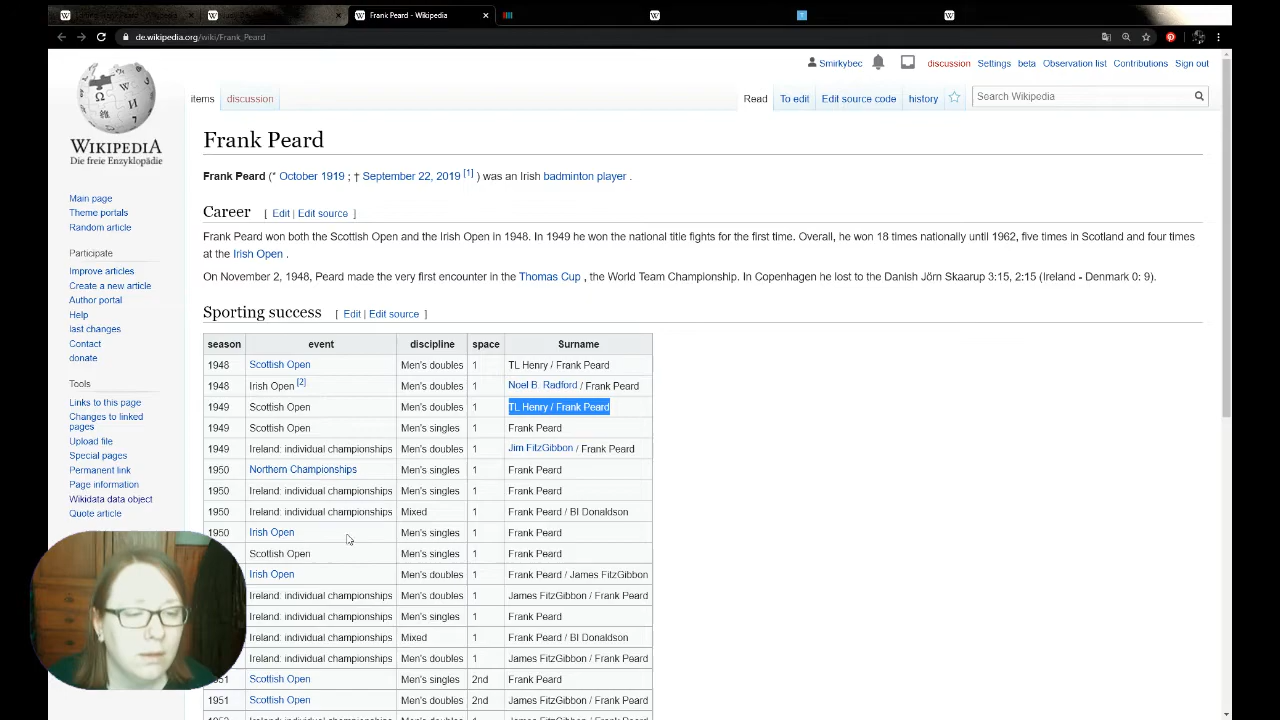 Frank Peard - Wikipedia
de.wikipedia.org/wiki/Frank_Peard
Smirkybec discussion Settings beta Observation list Contributions Sign out
items discussion Read To edit Edit source code history Search Wikipedia
WIKIPEDIA
Die freie Enzyklopädie
Main page
Theme portals
Random article
Participate
Improve articles
Create a new article
Author portal
Help
last changes
Contact
donate
Tools
Links to this page
Changes to linked
pages
Upload file
Special pages
Permanent link
Page information
Wikidata data object
Quote article
Frank Peard
Frank Peard (* October 1919 ; † September 22, 2019 [1] ) was an Irish badminton player .
Career [ Edit | Edit source ]
Frank Peard won both the Scottish Open and the Irish Open in 1948. In 1949 he won the national title fights for the first time. Overall, he won 18 times nationally until 1962, five times in Scotland and four times
at the Irish Open .
On November 2, 1948, Peard made the very first encounter in the Thomas Cup , the World Team Championship. In Copenhagen he lost to the Danish Jörn Skaarup 3:15, 2:15 (Ireland - Denmark 0: 9).
Sporting success [ Edit | Edit source ]
season event discipline space Surname
1948 Scottish Open Men's doubles 1 TL Henry / Frank Peard
1948 Irish Open [2] Men's doubles 1 Noel B. Radford / Frank Peard
1949 Scottish Open Men's doubles 1 TL Henry / Frank Peard
1949 Scottish Open Men's singles 1 Frank Peard
1949 Ireland: individual championships Men's doubles 1 Jim FitzGibbon / Frank Peard
1950 Northern Championships Men's singles 1 Frank Peard
1950 Ireland: individual championships Men's singles 1 Frank Peard
1950 Ireland: individual championships Mixed 1 Frank Peard / BI Donaldson
1950 Irish Open Men's singles 1 Frank Peard
Scottish Open Men's singles 1 Frank Peard
Irish Open Men's doubles 1 Frank Peard / James FitzGibbon
Ireland: individual championships Men's doubles 1 James FitzGibbon / Frank Peard
Ireland: individual championships Men's singles 1 Frank Peard
Ireland: individual championships Mixed 1 Frank Peard / BI Donaldson
Ireland: individual championships Men's doubles 1 James FitzGibbon / Frank Peard
Scottish Open Men's singles 2nd Frank Peard
1951 Scottish Open Men's doubles 2nd James FitzGibbon / Frank Peard